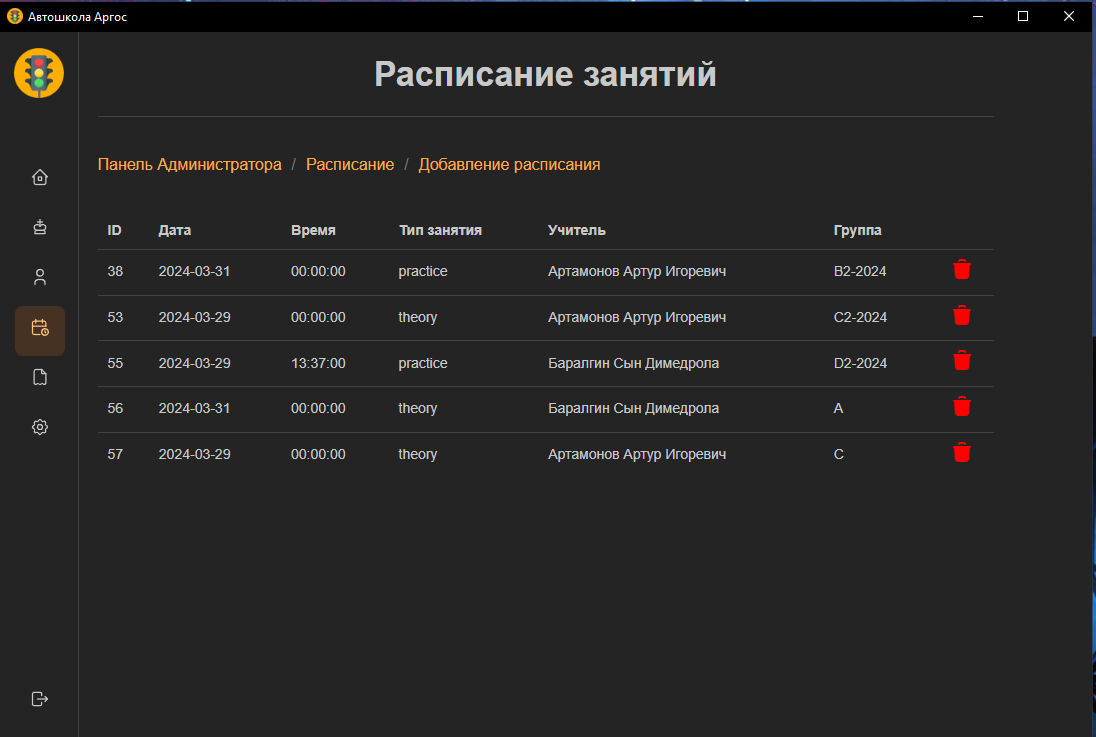 Автошкола Аргос
Расписание занятий
Панель Администратора / Расписание / Добавление расписания
ID Дата Время Тип занятия Учитель Группа
38 2024-03-31 00:00:00 practice Артамонов Артур Игоревич B2-2024
53 2024-03-29 00:00:00 theory Артамонов Артур Игоревич C2-2024
55 2024-03-29 13:37:00 practice Баралгин Сын Димедрола D2-2024
56 2024-03-31 00:00:00 theory Баралгин Сын Димедрола A
57 2024-03-29 00:00:00 theory Артамонов Артур Игоревич C